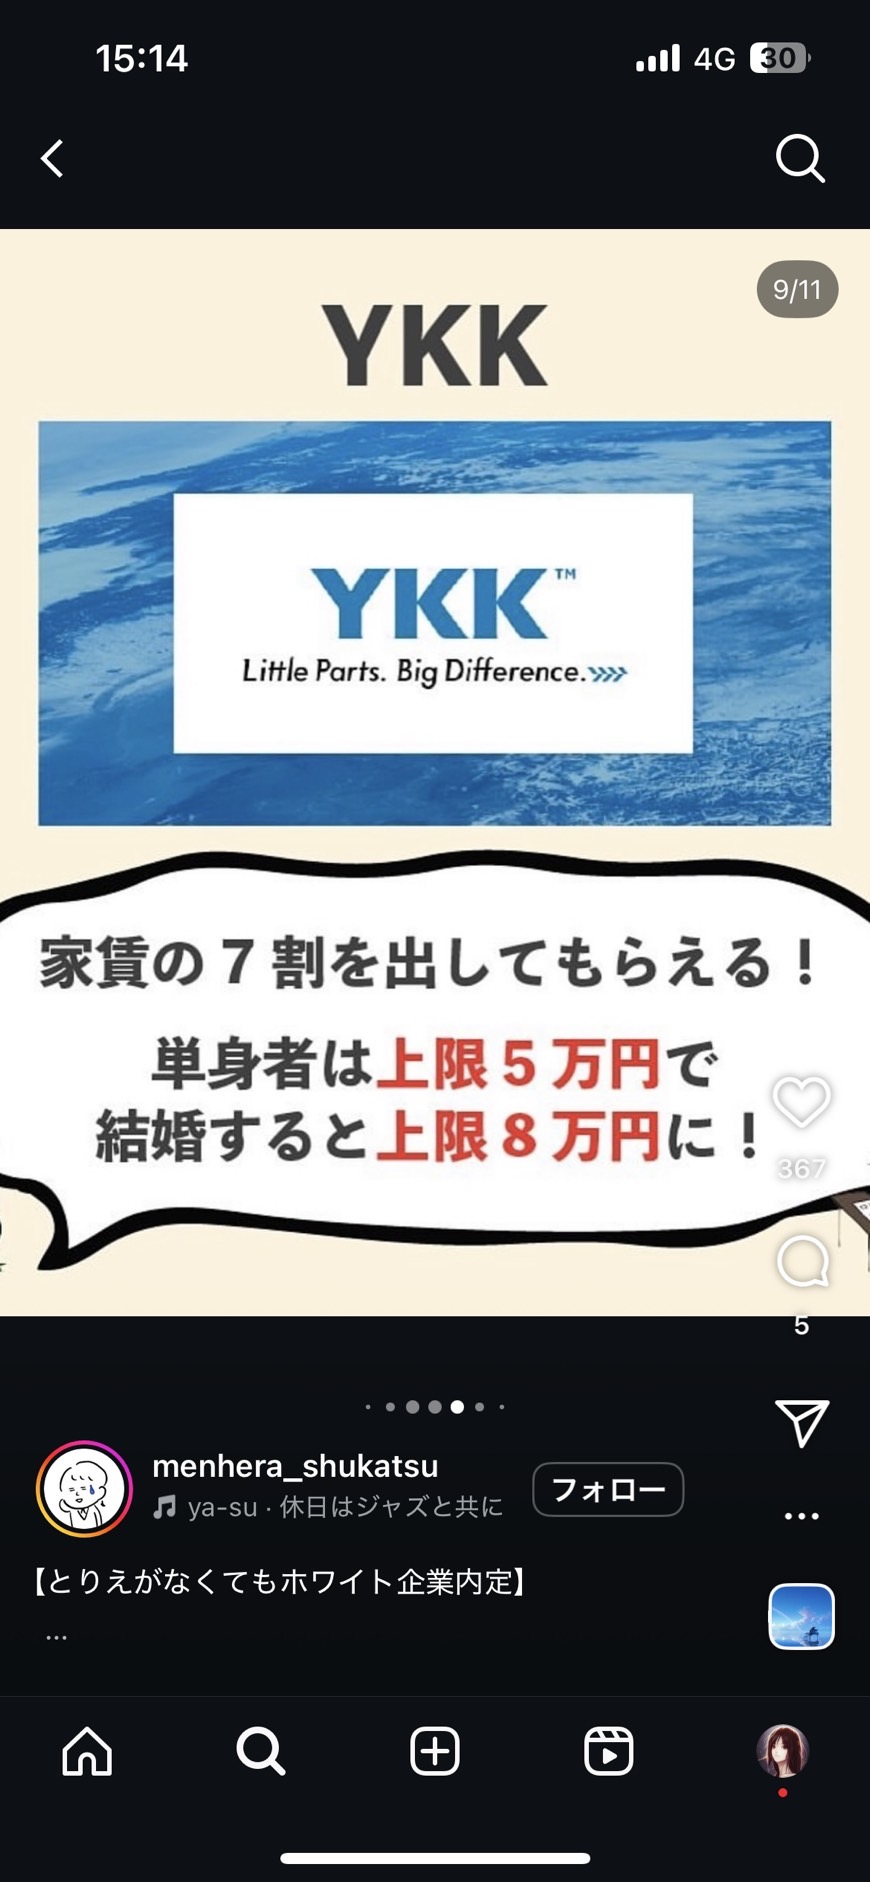 15:14
4G
30
9/11
YKK
YKK™
Little Parts. Big Difference.
家賃の7割を出してもらえる！
単身者は上限5万円で
結婚すると上限8万円に！
367
5
menhera_shukatsu
フォロー
ya-su · 休日はジャズと共に
【とりえがなくてもホワイト企業内定】
...